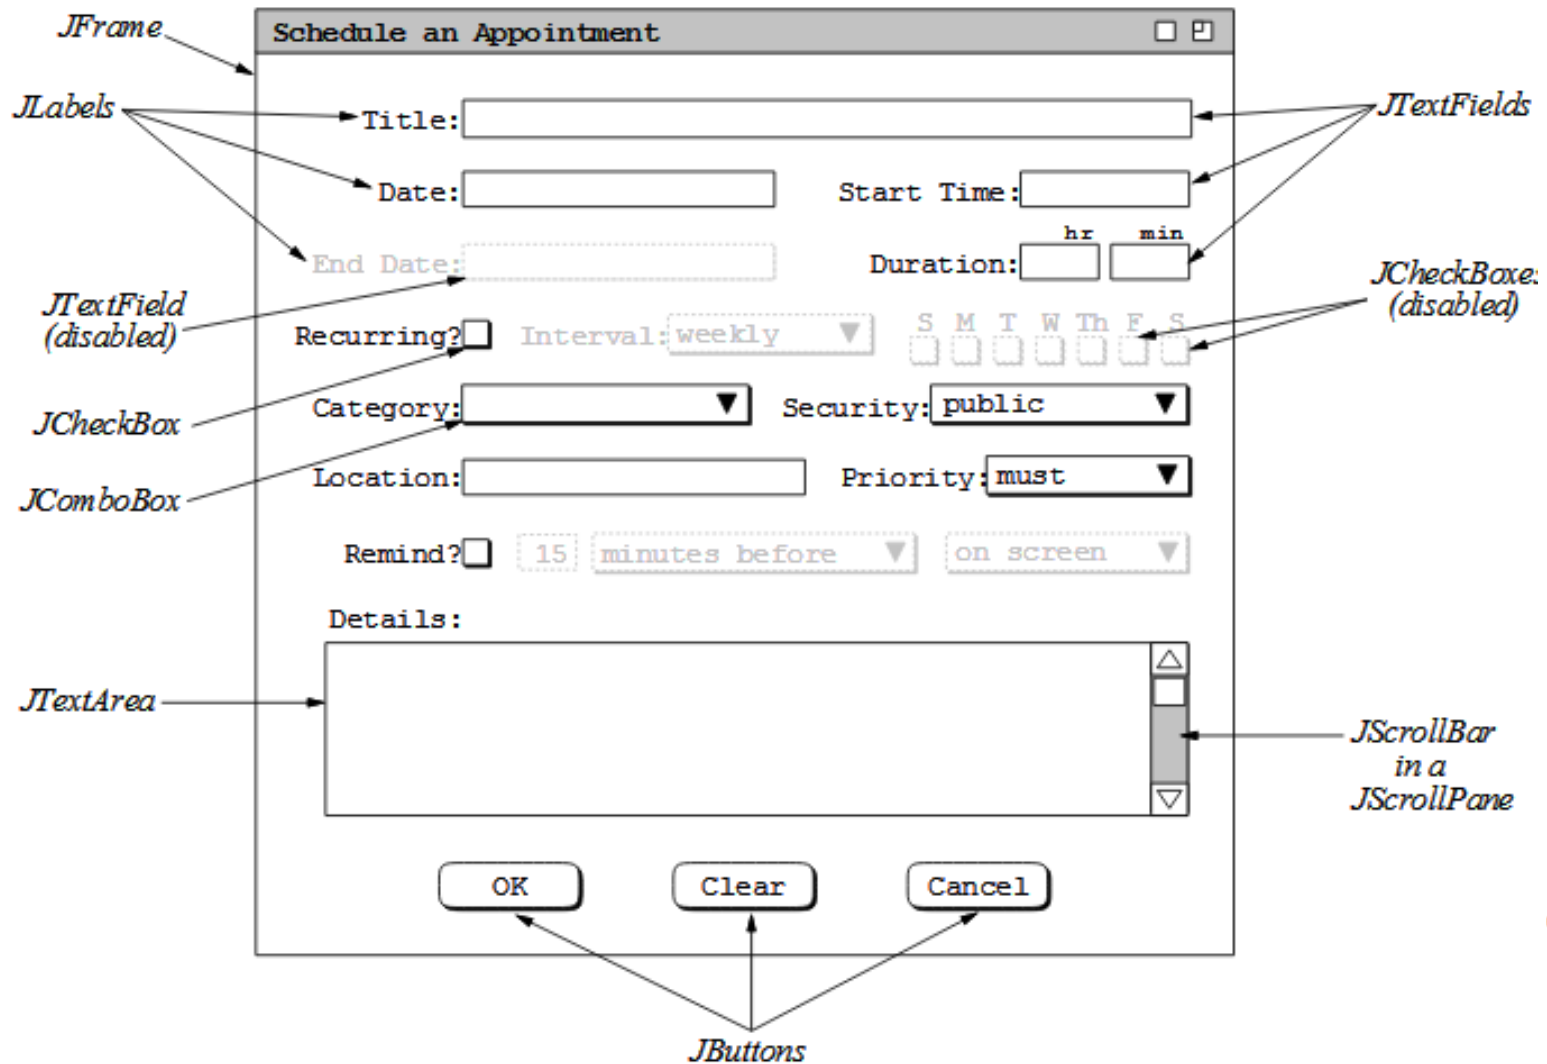 JFrame
Schedule an Appointment
JLabels
Title:
JTextFields
Date:
Start Time:
hr min
End Date:
Duration:
JTextField
(disabled)
JCheckBoxes
(disabled)
Recurring?
Interval: weekly
S M T W Th F S
JCheckBox
Category:
Security: public
Location:
Priority: must
JComboBox
Remind?
15 minutes before on screen
Details:
JTextArea
JScrollBar
in a
JScrollPane
OK Clear Cancel
JButtons